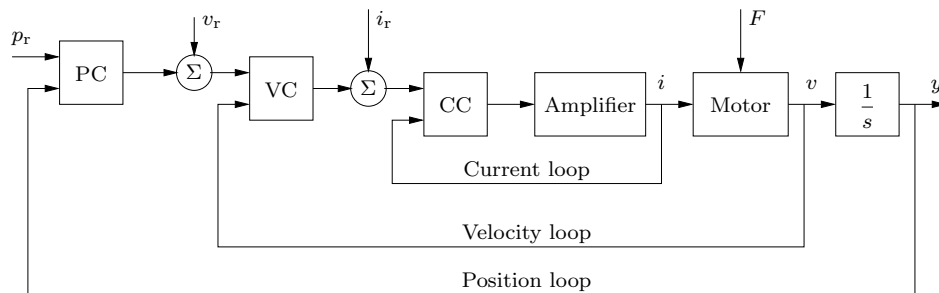 p_r
PC
Σ
v_r
VC
Σ
i_r
CC
Amplifier
i
F
Motor
v
1
s
y
Current loop
Velocity loop
Position loop